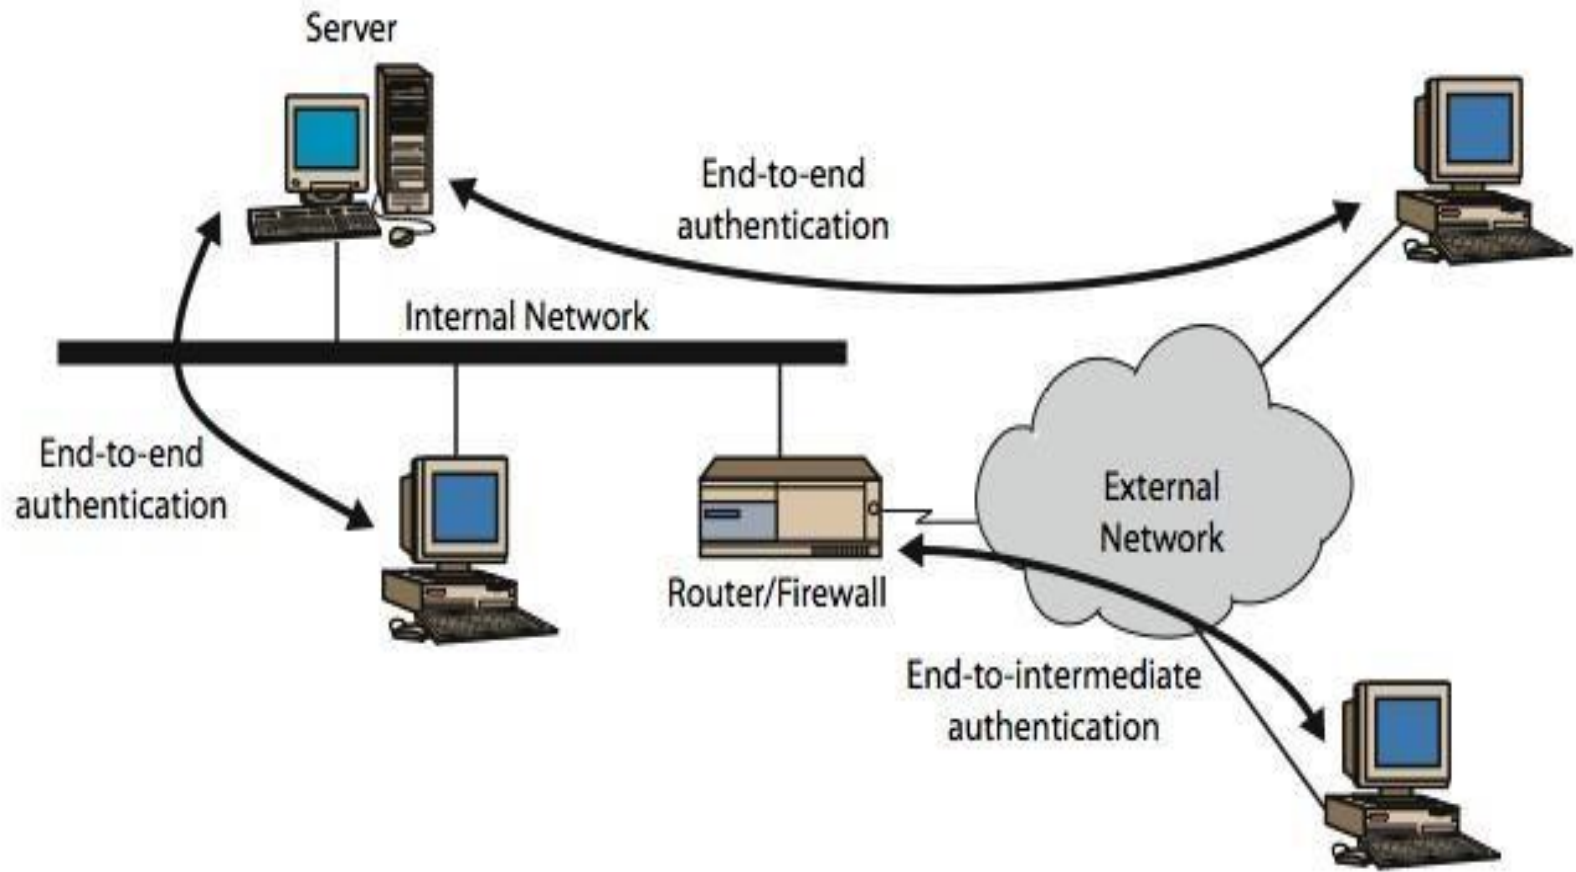 Server
End-to-end
authentication
Internal Network
End-to-end
authentication
External
Network
Router/Firewall
End-to-intermediate
authentication